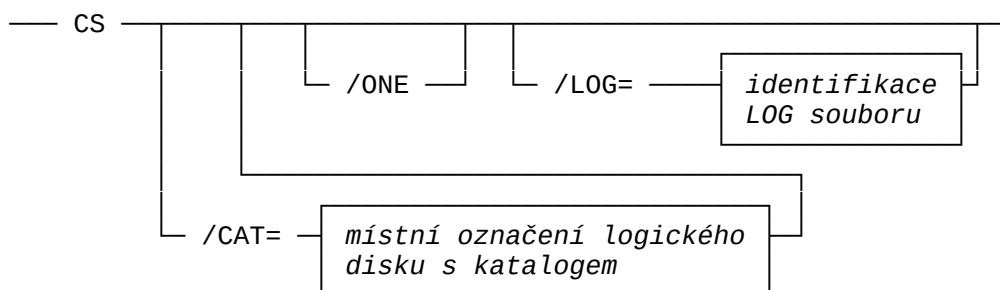 CS
/ONE
/LOG=
identifikace
LOG souboru
/CAT=
místní označení logického
disku s katalogem